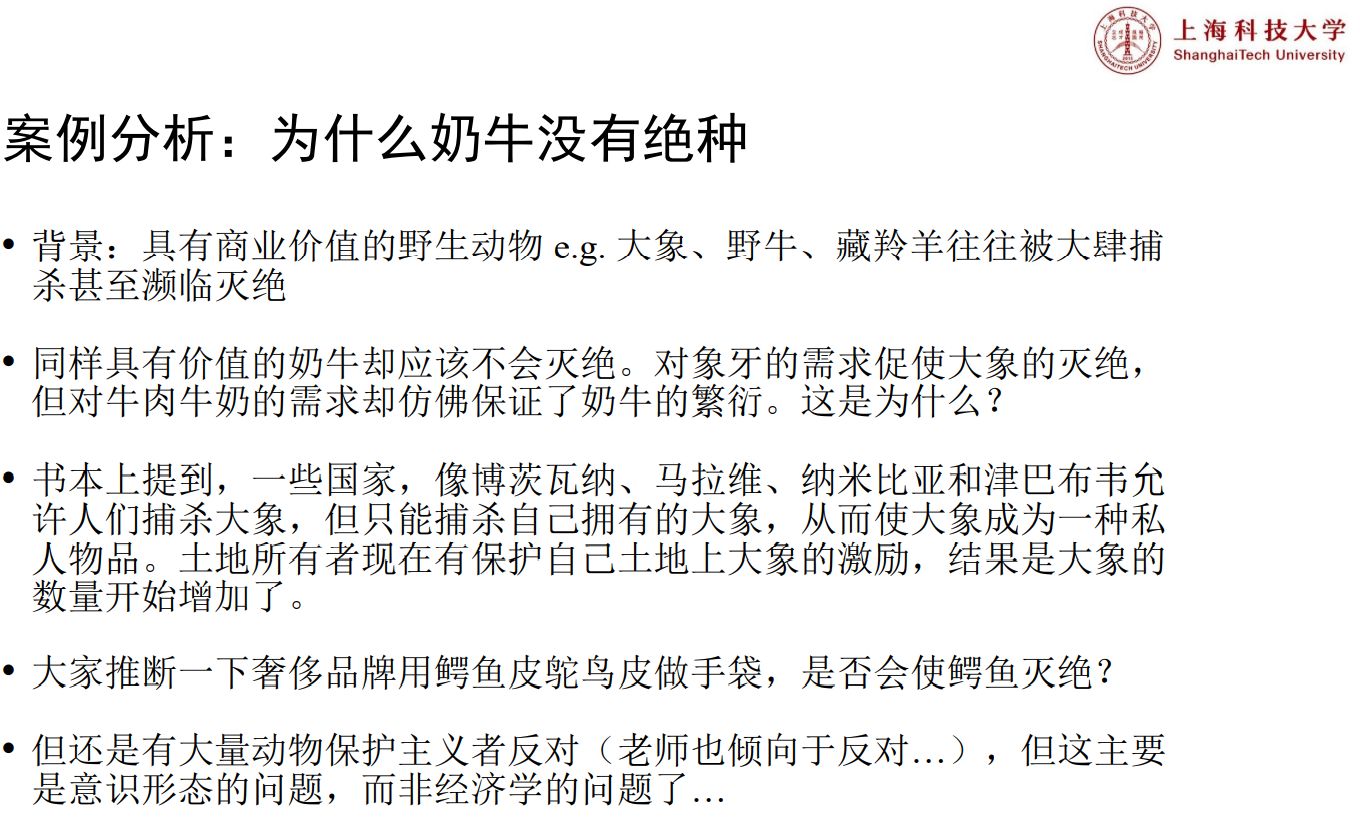 上海科技大学
ShanghaiTech University
案例分析：为什么奶牛没有绝种
• 背景：具有商业价值的野生动物 e.g. 大象、野牛、藏羚羊往往被大肆捕
杀甚至濒临灭绝
• 同样具有价值的奶牛却应该不会灭绝。对象牙的需求促使大象的灭绝，
但对牛肉牛奶的需求却仿佛保证了奶牛的繁衍。这是为什么？
• 书本上提到，一些国家，像博茨瓦纳、马拉维、纳米比亚和津巴布韦允
许人们捕杀大象，但只能捕杀自己拥有的大象，从而使大象成为一种私
人物品。土地所有者现在有保护自己土地上大象的激励，结果是大象的
数量开始增加了。
• 大家推断一下奢侈品牌用鳄鱼皮鸵鸟皮做手袋，是否会使鳄鱼灭绝？
• 但还是有大量动物保护主义者反对（老师也倾向于反对…），但这主要
是意识形态的问题，而非经济学的问题了…